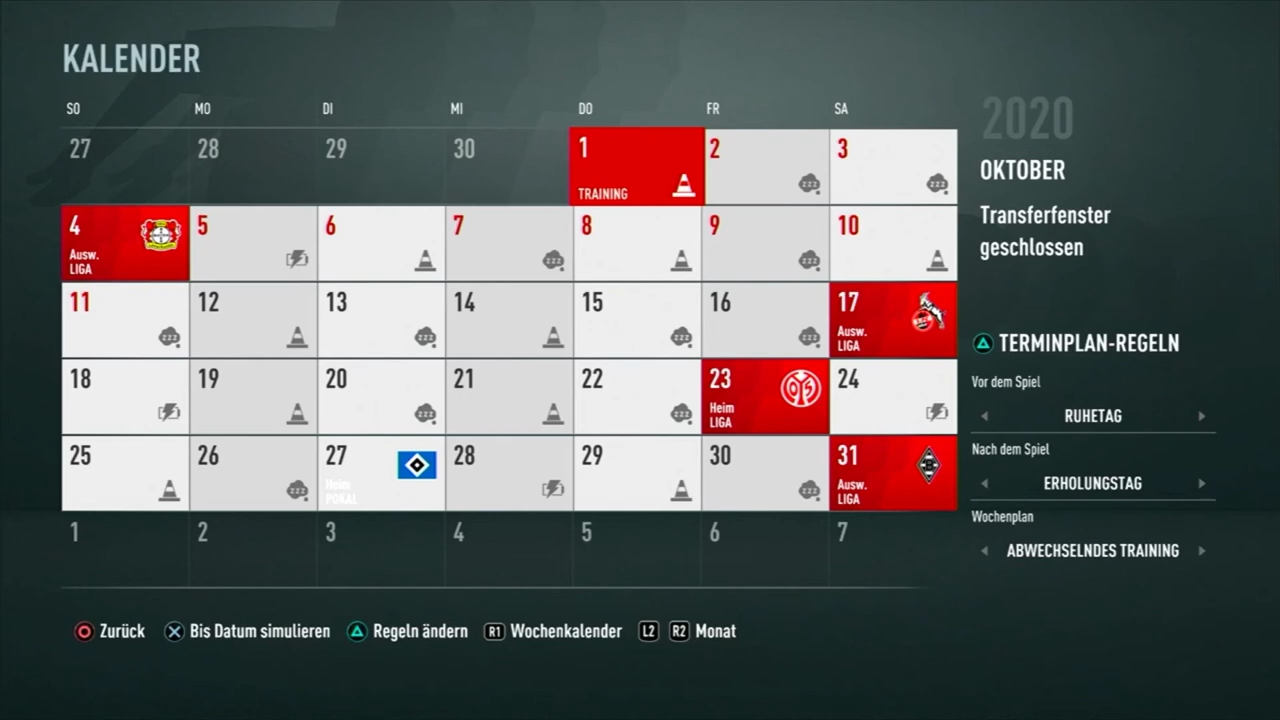 KALENDER
SO MO DI MI DO FR SA
27 28 29 30 1 2 3
TRAINING
4 5 6 7 8 9 10
Ausw.
LIGA
11 12 13 14 15 16 17
Ausw.
LIGA
18 19 20 21 22 23 24
Heim
LIGA
25 26 27 28 29 30 31
Heim Ausw.
POKAL LIGA
1 2 3 4 5 6 7
2020
OKTOBER
Transferfenster
geschlossen
TERMINPLAN-REGELN
Vor dem Spiel
RUHETAG
Nach dem Spiel
ERHOLUNGSTAG
Wochenplan
ABWECHSELNDES TRAINING
Zurück Bis Datum simulieren Regeln ändern R1 Wochenkalender L2 R2 Monat